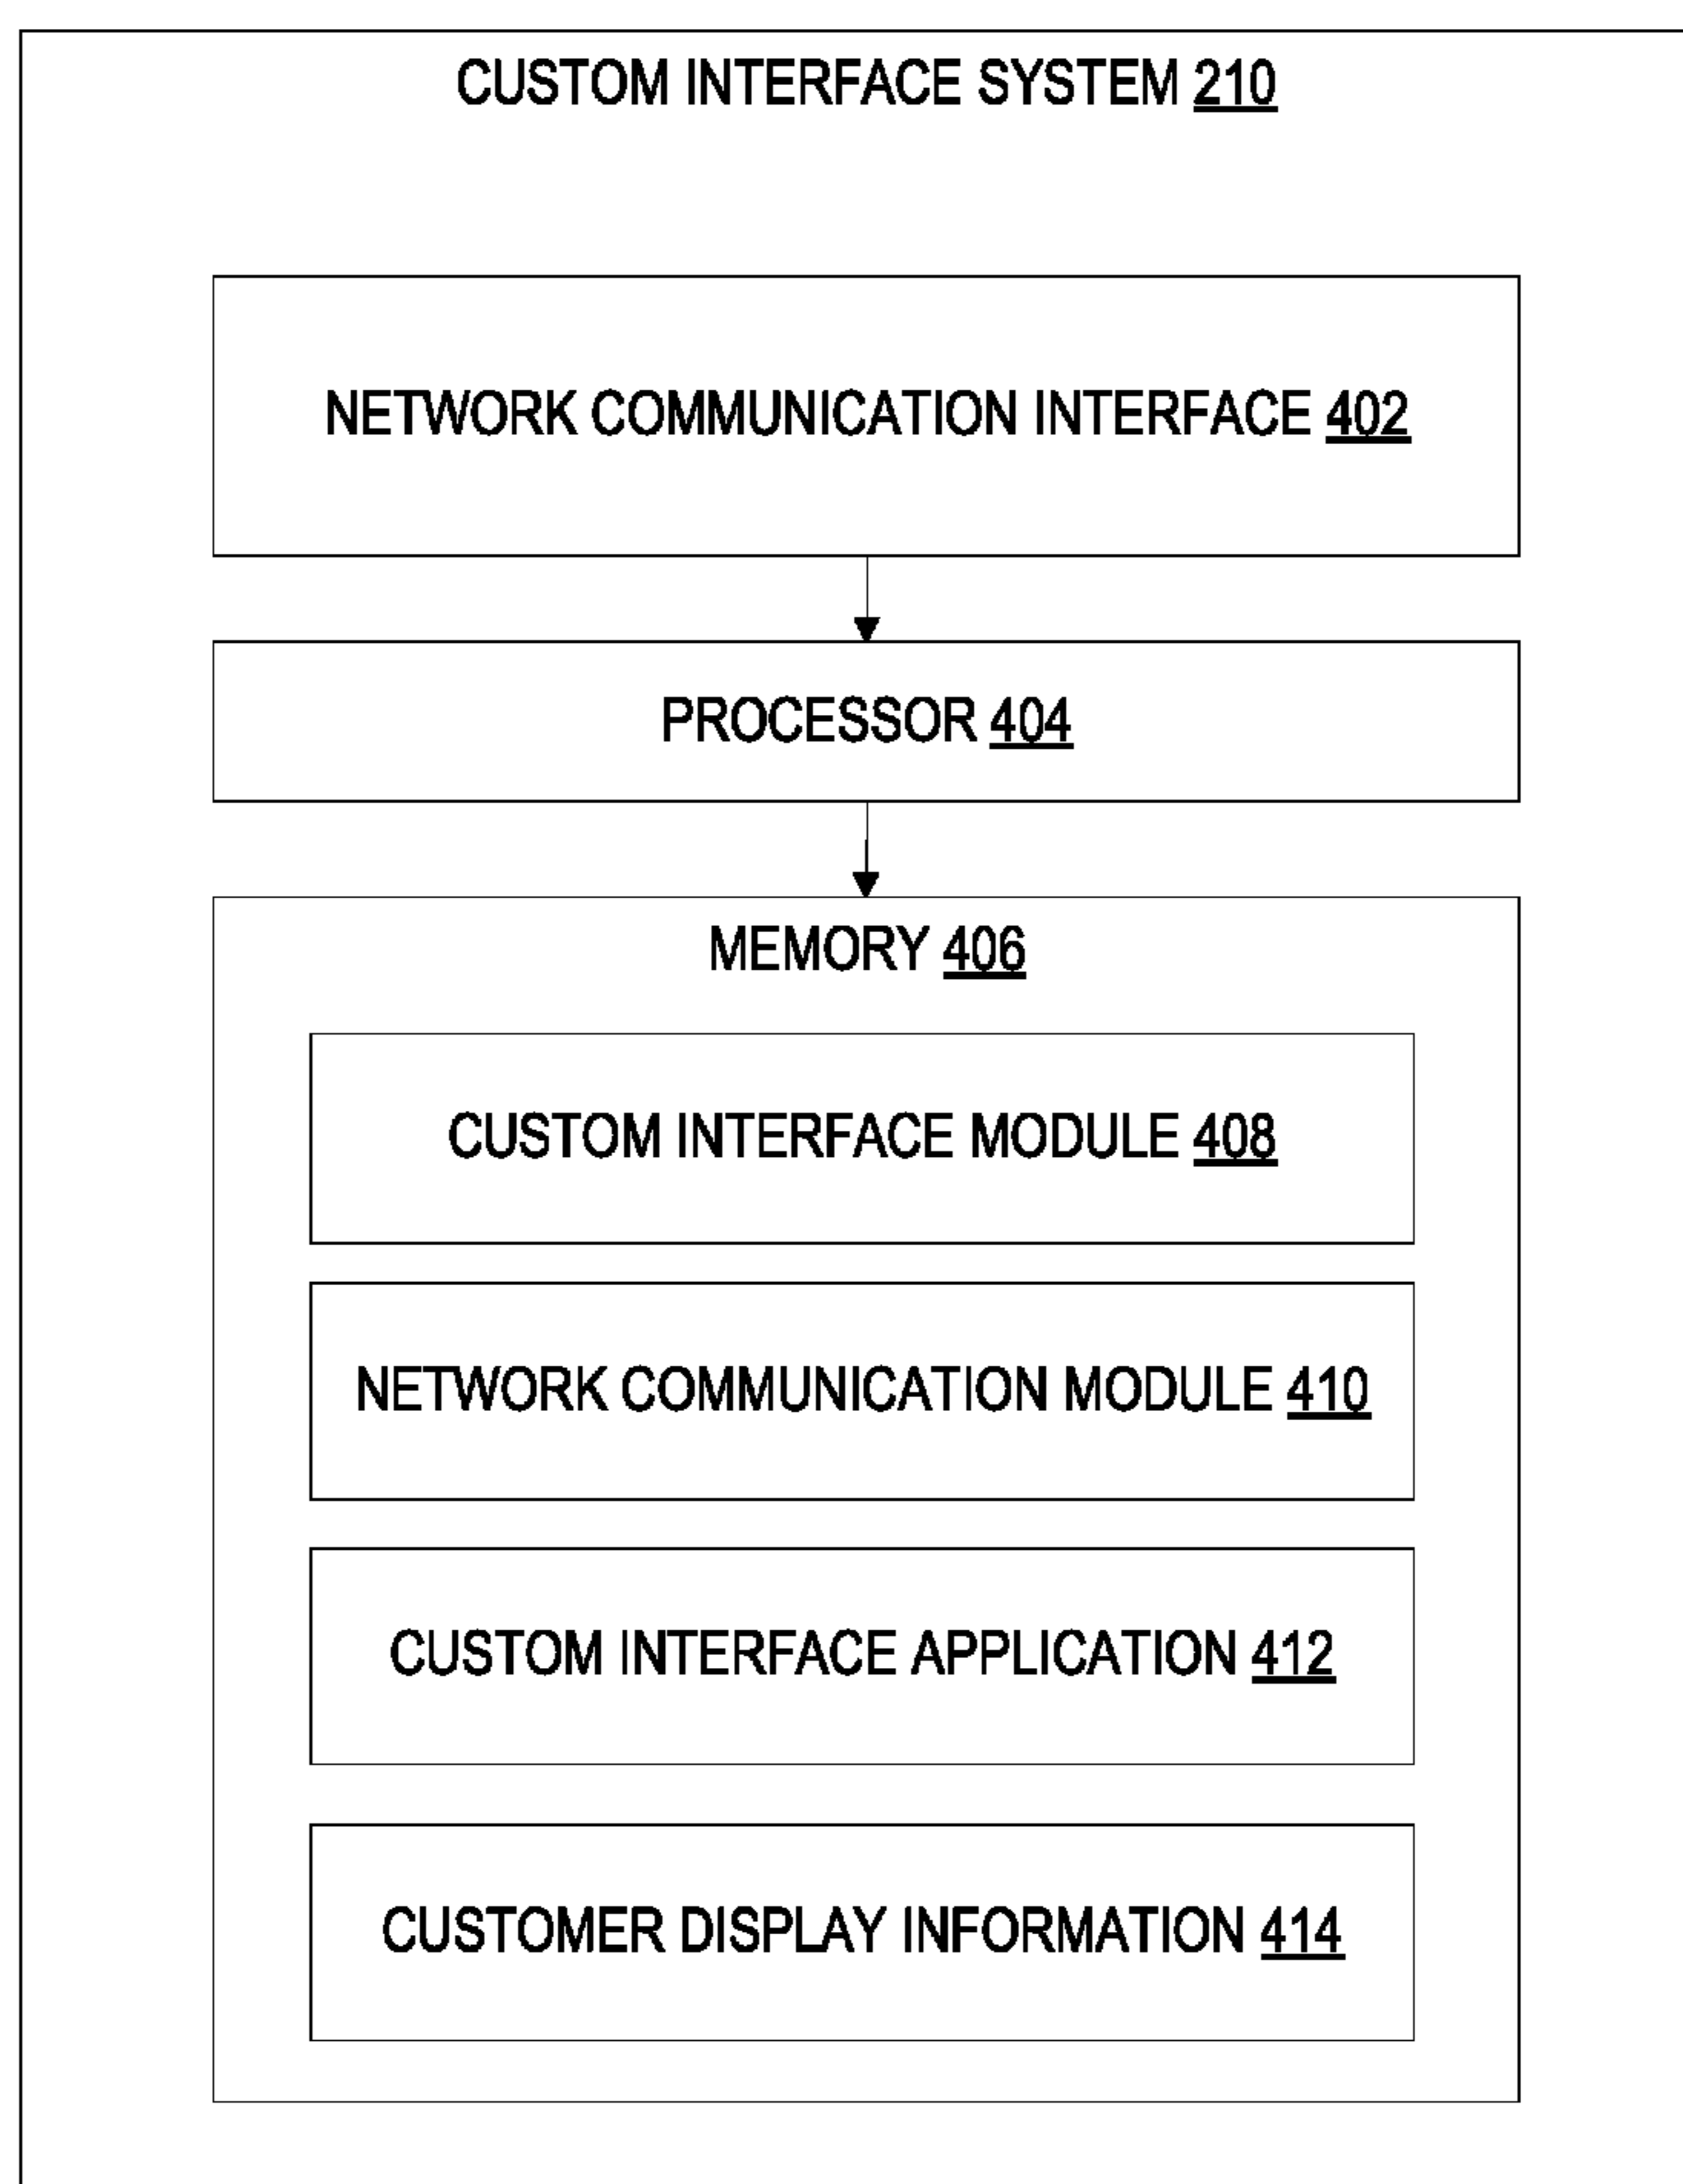 CUSTOM INTERFACE SYSTEM 210
NETWORK COMMUNICATION INTERFACE 402
PROCESSOR 404
MEMORY 406
CUSTOM INTERFACE MODULE 408
NETWORK COMMUNICATION MODULE 410
CUSTOM INTERFACE APPLICATION 412
CUSTOMER DISPLAY INFORMATION 414